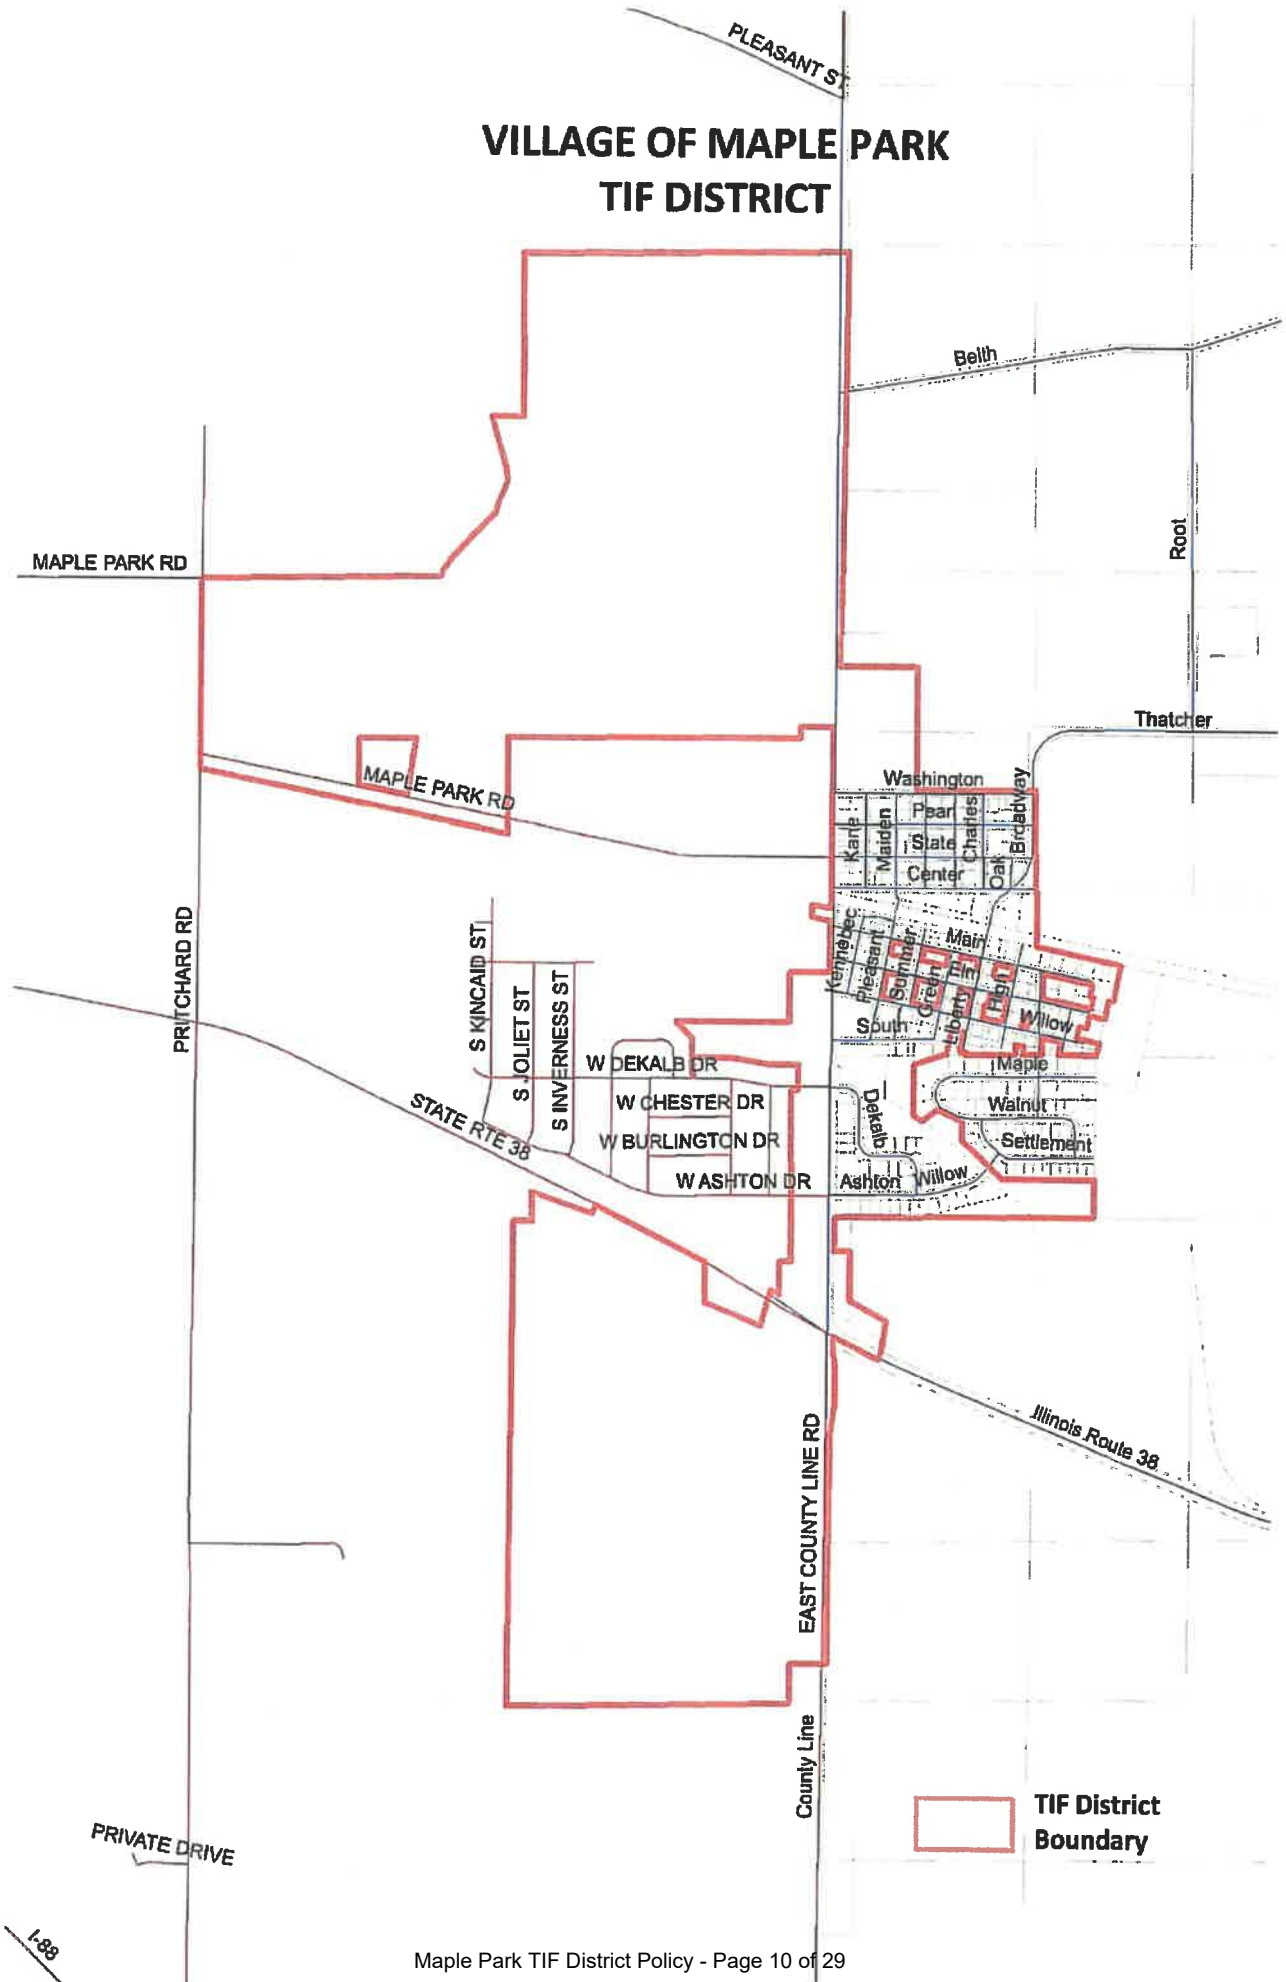 PLEASANT ST
VILLAGE OF MAPLE PARK
TIF DISTRICT
Beith
Root
MAPLE PARK RD
Thatcher
Washington
MAPLE PARK RD
Pearl
Broadway
Charles
Kane
Maiden
State
Center
Oak
PRITCHARD RD
S KINCAID ST
S JOLIET ST
S INVERNESS ST
Kennebec
Pleasant
Summer
Main
Green
Elm
Liberty
High
Willow
South
W DEKALB DR
Maple
W CHESTER DR
Dekalb
Walnut
STATE RTE 38
W BURLINGTON DR
Settlement
W ASHTON DR
Ashton
Willow
EAST COUNTY LINE RD
Illinois Route 38
County Line
TIF District
Boundary
PRIVATE DRIVE
I-88
Maple Park TIF District Policy - Page 10 of 29